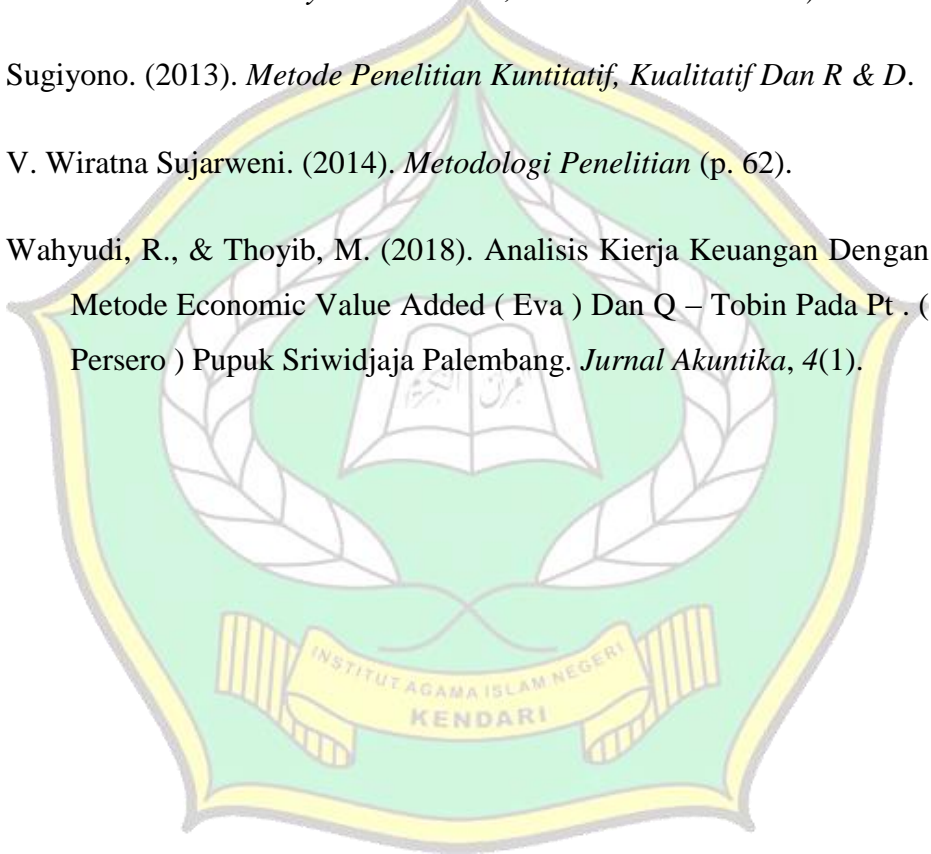 Sugiyono. (2013). Metode Penelitian Kuntitatif, Kualitatif Dan R & D.
V. Wiratna Sujarweni. (2014). Metodologi Penelitian (p. 62).
Wahyudi, R., & Thoyib, M. (2018). Analisis Kierja Keuangan Dengan
Metode Economic Value Added ( Eva ) Dan Q – Tobin Pada Pt . (
Persero ) Pupuk Sriwidjaja Palembang. Jurnal Akuntika, 4(1).
INSTITUT AGAMA ISLAM NEGERI
KENDARI